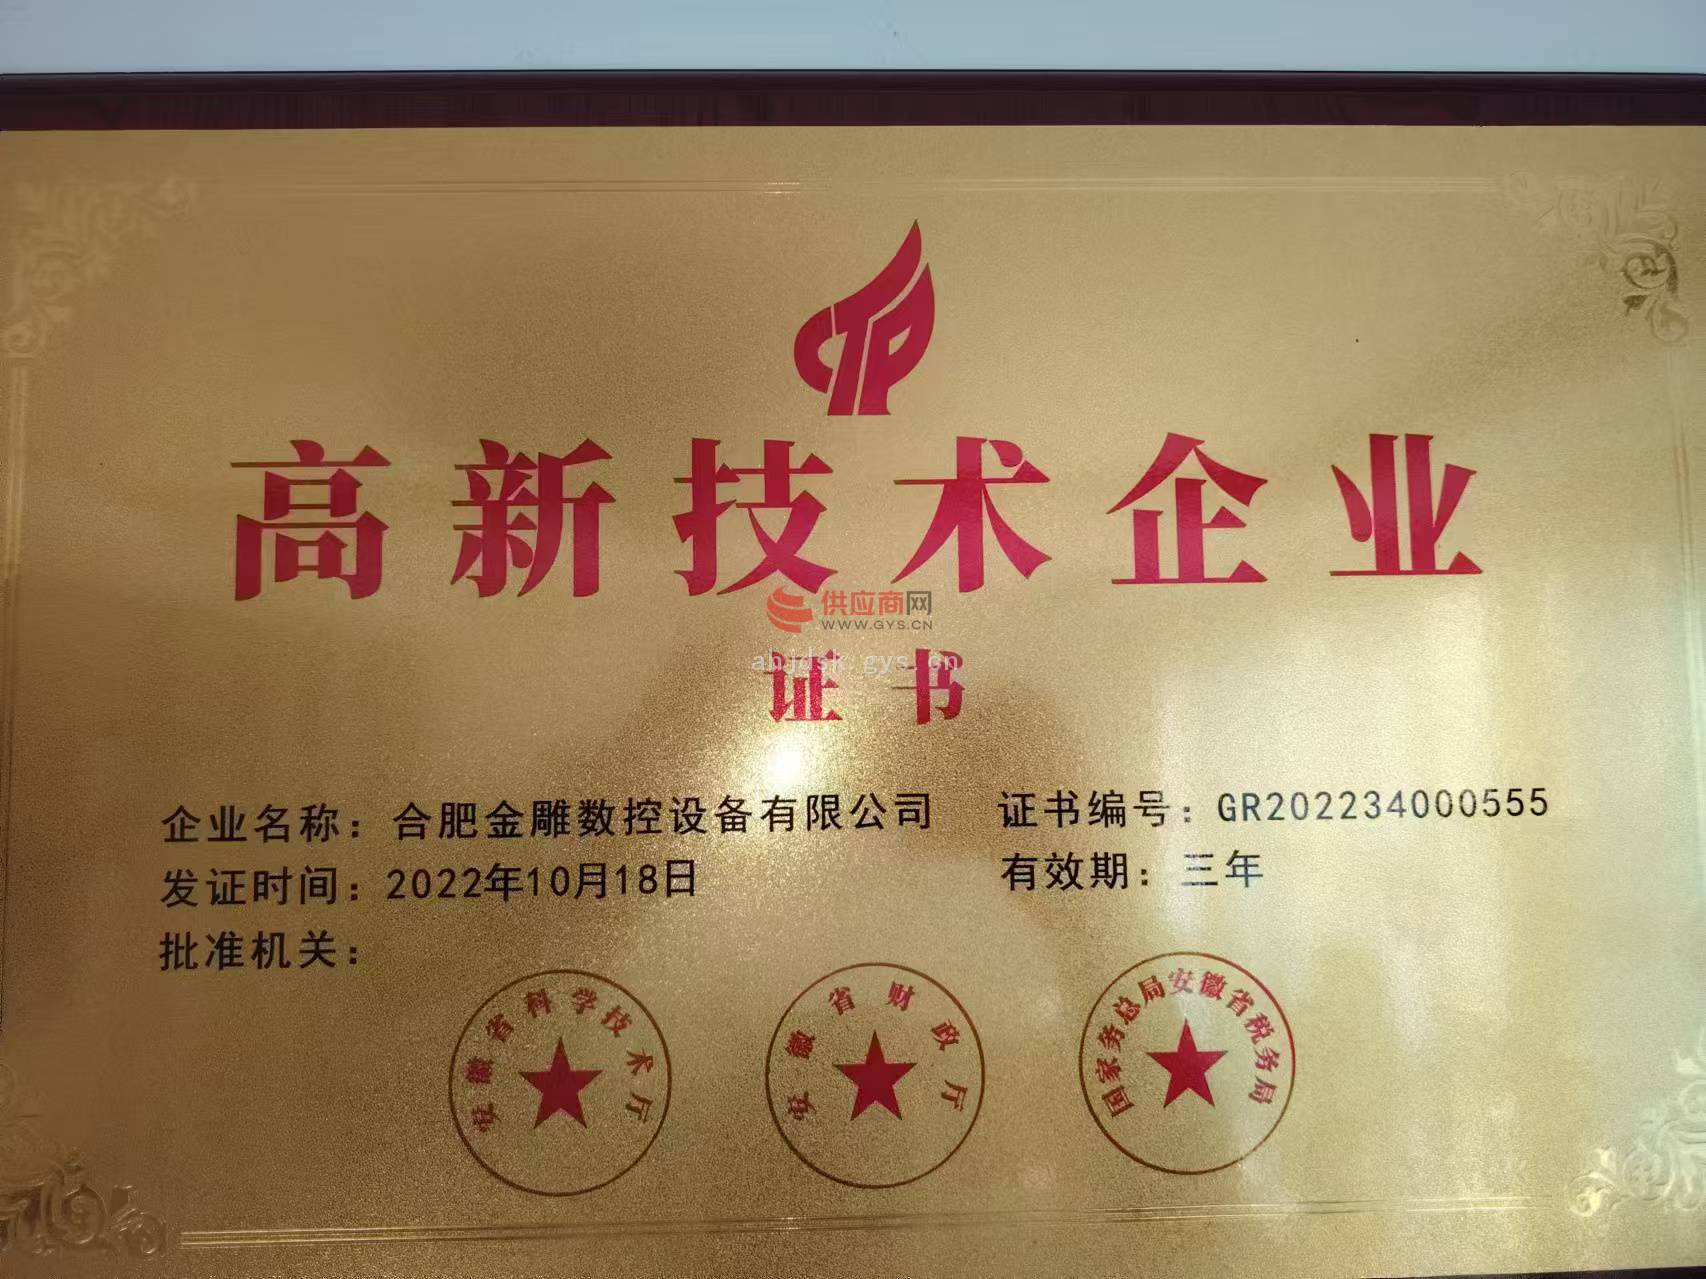 CTP
高新技术企业
供应商网
WWW.GYS.CN
ahjdsk.gys.cn
证书
企业名称：合肥金雕数控设备有限公司 证书编号：GR202234000555
发证时间：2022年10月18日 有效期：三年
批准机关：
安徽省科学技术厅
安徽省财政厅
国家务总局安徽省税务局